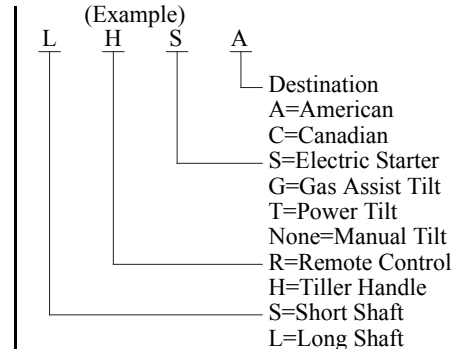 (Example)
L H S A
Destination
A=American
C=Canadian
S=Electric Starter
G=Gas Assist Tilt
T=Power Tilt
None=Manual Tilt
R=Remote Control
H=Tiller Handle
S=Short Shaft
L=Long Shaft